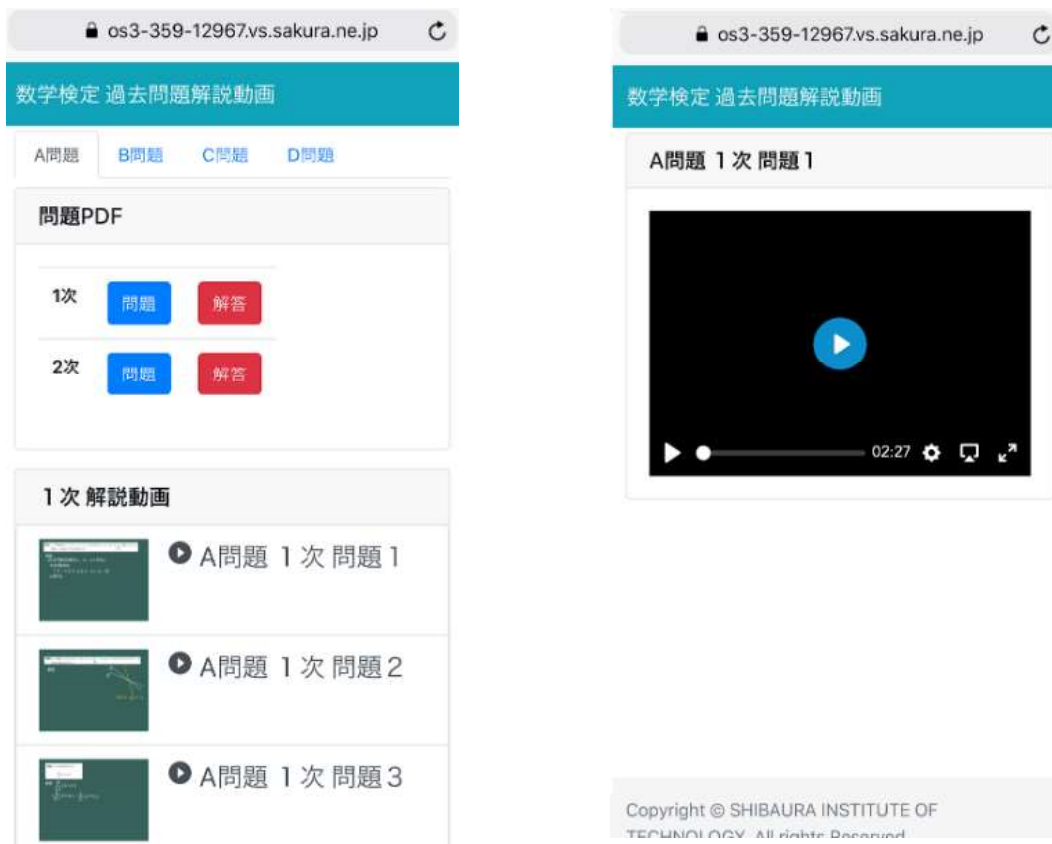 os3-359-12967.vs.sakura.ne.jp
数学検定 過去問題解説動画
A問題 B問題 C問題 D問題
問題PDF
1次 問題 解答
2次 問題 解答
1次 解説動画
A問題 1次 問題1
A問題 1次 問題2
A問題 1次 問題3
os3-359-12967.vs.sakura.ne.jp
数学検定 過去問題解説動画
A問題 1次 問題1
02:27
Copyright © SHIBAURA INSTITUTE OF
TECHNOLOGY. All rights Reserved